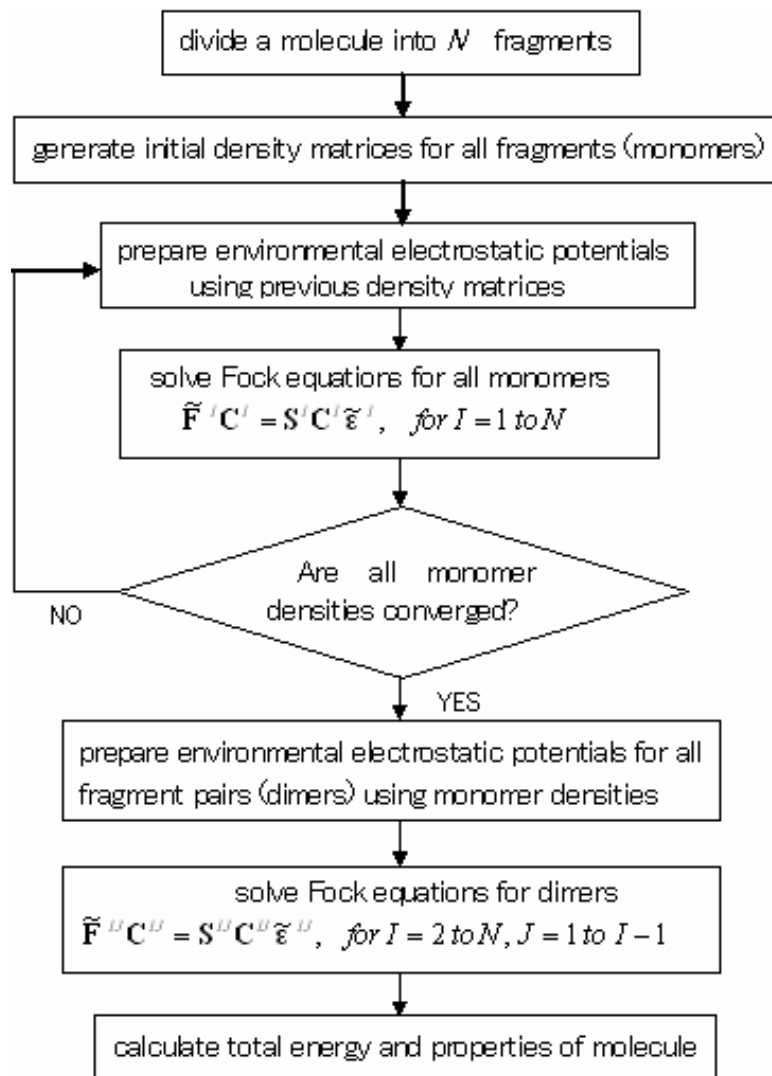 divide a molecule into N fragments
generate initial density matrices for all fragments (monomers)
prepare environmental electrostatic potentials
using previous density matrices
solve Fock equations for all monomers
F̃ᴵCᴵ = SᴵCᴵε̃ᴵ, for I = 1 to N
Are all monomer
densities converged?
NO
YES
prepare environmental electrostatic potentials for all
fragment pairs (dimers) using monomer densities
solve Fock equations for dimers
F̃ᴵᴶCᴵᴶ = SᴵᴶCᴵᴶε̃ᴵᴶ, for I = 2 to N, J = 1 to I − 1
calculate total energy and properties of molecule